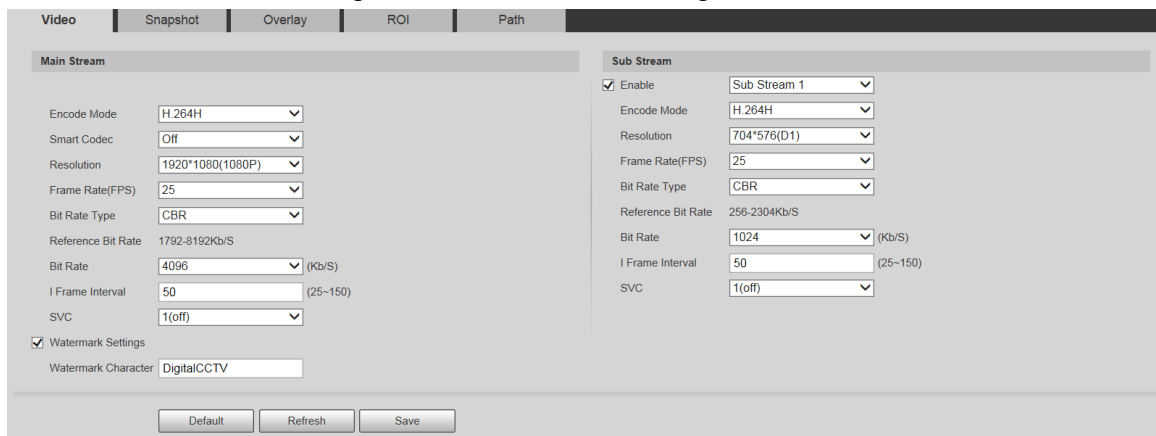 Video Snapshot Overlay ROI Path
Main Stream
Encode Mode H.264H
Smart Codec Off
Resolution 1920*1080(1080P)
Frame Rate(FPS) 25
Bit Rate Type CBR
Reference Bit Rate 1792-8192Kb/S
Bit Rate 4096 (Kb/S)
I Frame Interval 50 (25~150)
SVC 1(off)
Watermark Settings
Watermark Character DigitalCCTV
Sub Stream
Enable Sub Stream 1
Encode Mode H.264H
Resolution 704*576(D1)
Frame Rate(FPS) 25
Bit Rate Type CBR
Reference Bit Rate 256-2304Kb/S
Bit Rate 1024 (Kb/S)
I Frame Interval 50 (25~150)
SVC 1(off)
Default Refresh Save